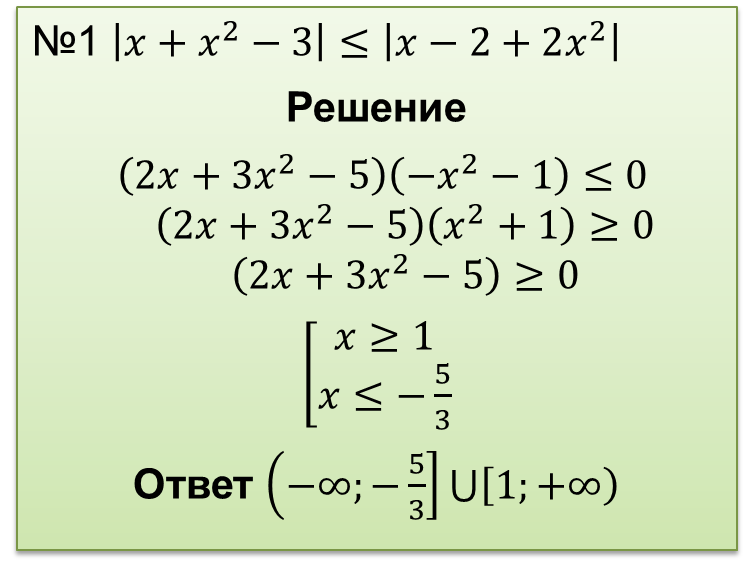 №1 |x + x² − 3| ≤ |x − 2 + 2x²|
Решение
(2x + 3x² − 5)(−x² − 1) ≤ 0
(2x + 3x² − 5)(x² + 1) ≥ 0
(2x + 3x² − 5) ≥ 0
[ x ≥ 1
x ≤ − 5/3
Ответ (−∞; − 5/3] ⋃[1; +∞)